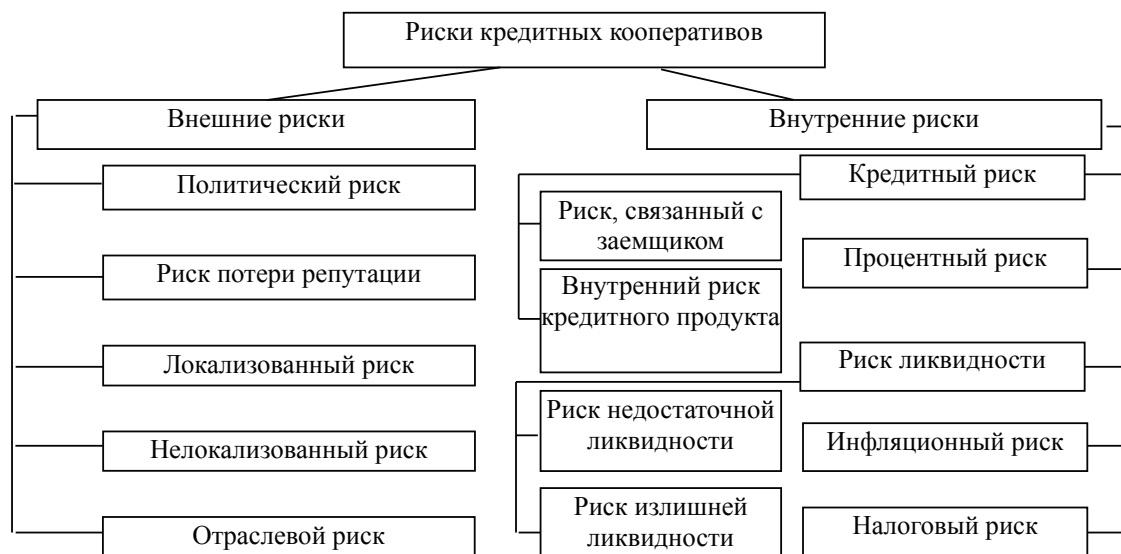 Риски кредитных кооперативов
Внешние риски
Внутренние риски
Политический риск
Риск потери репутации
Локализованный риск
Нелокализованный риск
Отраслевой риск
Кредитный риск
Риск, связанный с
заемщиком
Внутренний риск
кредитного продукта
Процентный риск
Риск ликвидности
Риск недостаточной
ликвидности
Риск излишней
ликвидности
Инфляционный риск
Налоговый риск